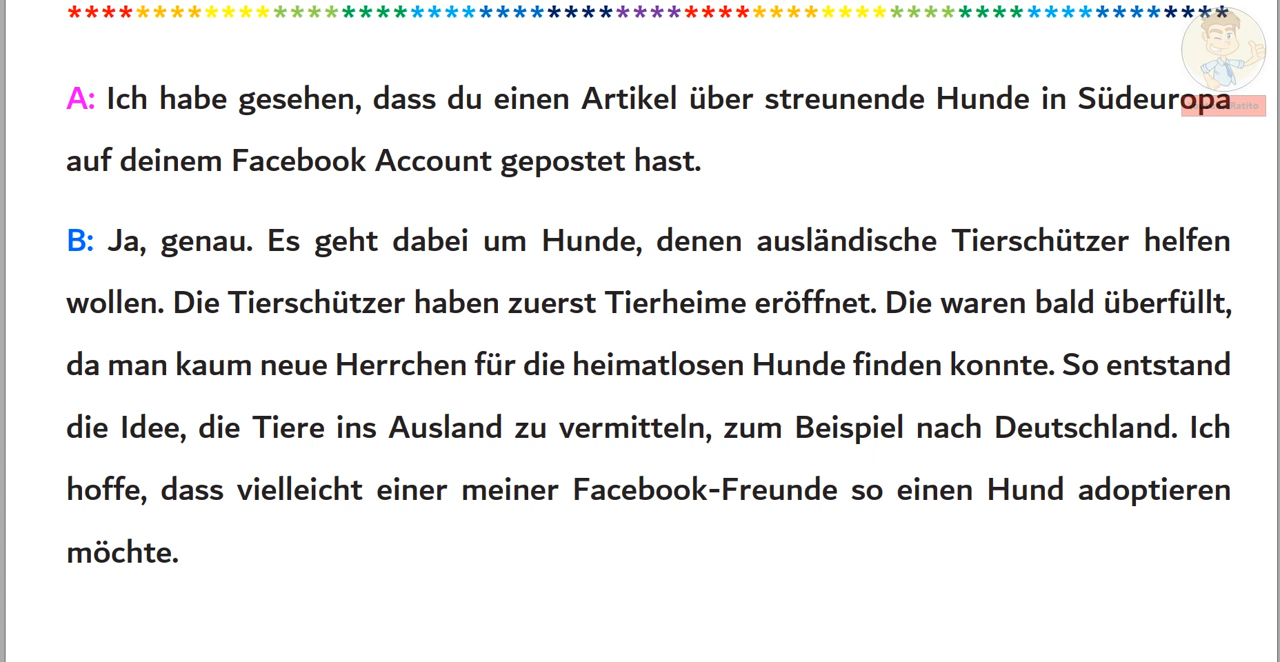 ************************************************************************
A: Ich habe gesehen, dass du einen Artikel über streunende Hunde in Südeuropa
auf deinem Facebook Account gepostet hast.
B: Ja, genau. Es geht dabei um Hunde, denen ausländische Tierschützer helfen
wollen. Die Tierschützer haben zuerst Tierheime eröffnet. Die waren bald überfüllt,
da man kaum neue Herrchen für die heimatlosen Hunde finden konnte. So entstand
die Idee, die Tiere ins Ausland zu vermitteln, zum Beispiel nach Deutschland. Ich
hoffe, dass vielleicht einer meiner Facebook-Freunde so einen Hund adoptieren
möchte.